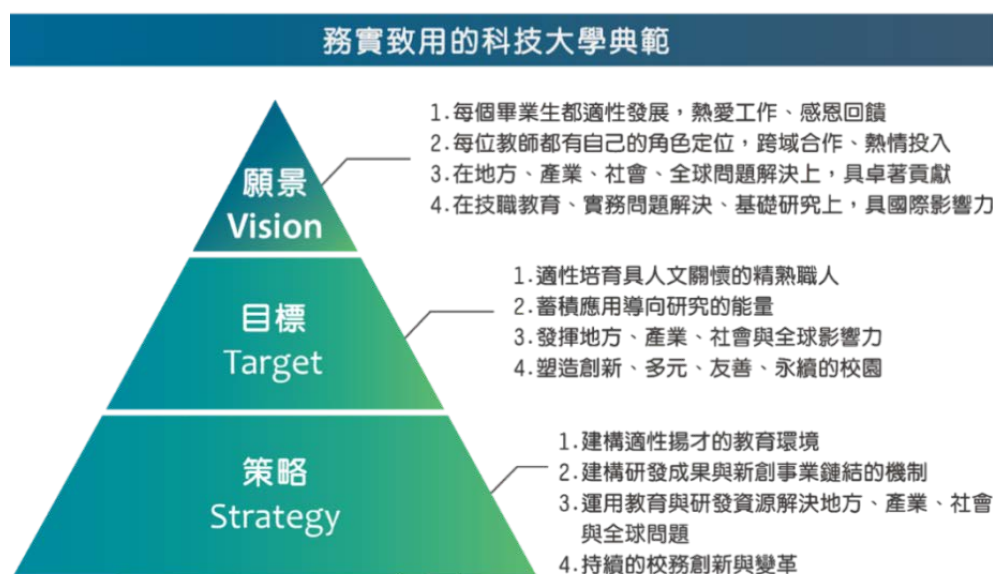 務實致用的科技大學典範
願景
Vision
1.每個畢業生都適性發展，熱愛工作、感恩回饋
2.每位教師都有自己的角色定位，跨域合作、熱情投入
3.在地方、產業、社會、全球問題解決上，具卓著貢獻
4.在技職教育、實務問題解決、基礎研究上，具國際影響力
目標
Target
1.適性培育具人文關懷的精熟職人
2.蓄積應用導向研究的能量
3.發揮地方、產業、社會與全球影響力
4.塑造創新、多元、友善、永續的校園
策略
Strategy
1.建構適性揚才的教育環境
2.建構研發成果與新創事業鏈結的機制
3.運用教育與研發資源解決地方、產業、社會
與全球問題
4.持續的校務創新與變革